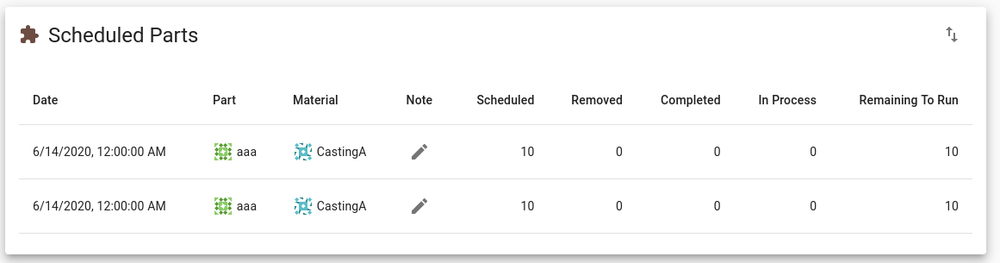 Scheduled Parts
Date Part Material Note Scheduled Removed Completed In Process Remaining To Run
6/14/2020, 12:00:00 AM aaa CastingA 10 0 0 0 10
6/14/2020, 12:00:00 AM aaa CastingA 10 0 0 0 10